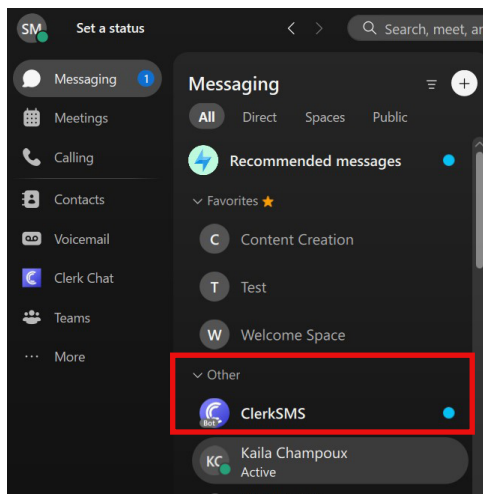 SM Set a status
Search, meet, an
Messaging 1
Meetings
Calling
Contacts
Voicemail
Clerk Chat
Teams
More
Messaging
All Direct Spaces Public
Recommended messages
Favorites
C Content Creation
T Test
W Welcome Space
Other
Bot ClerkSMS
KC Kaila Champoux
Active